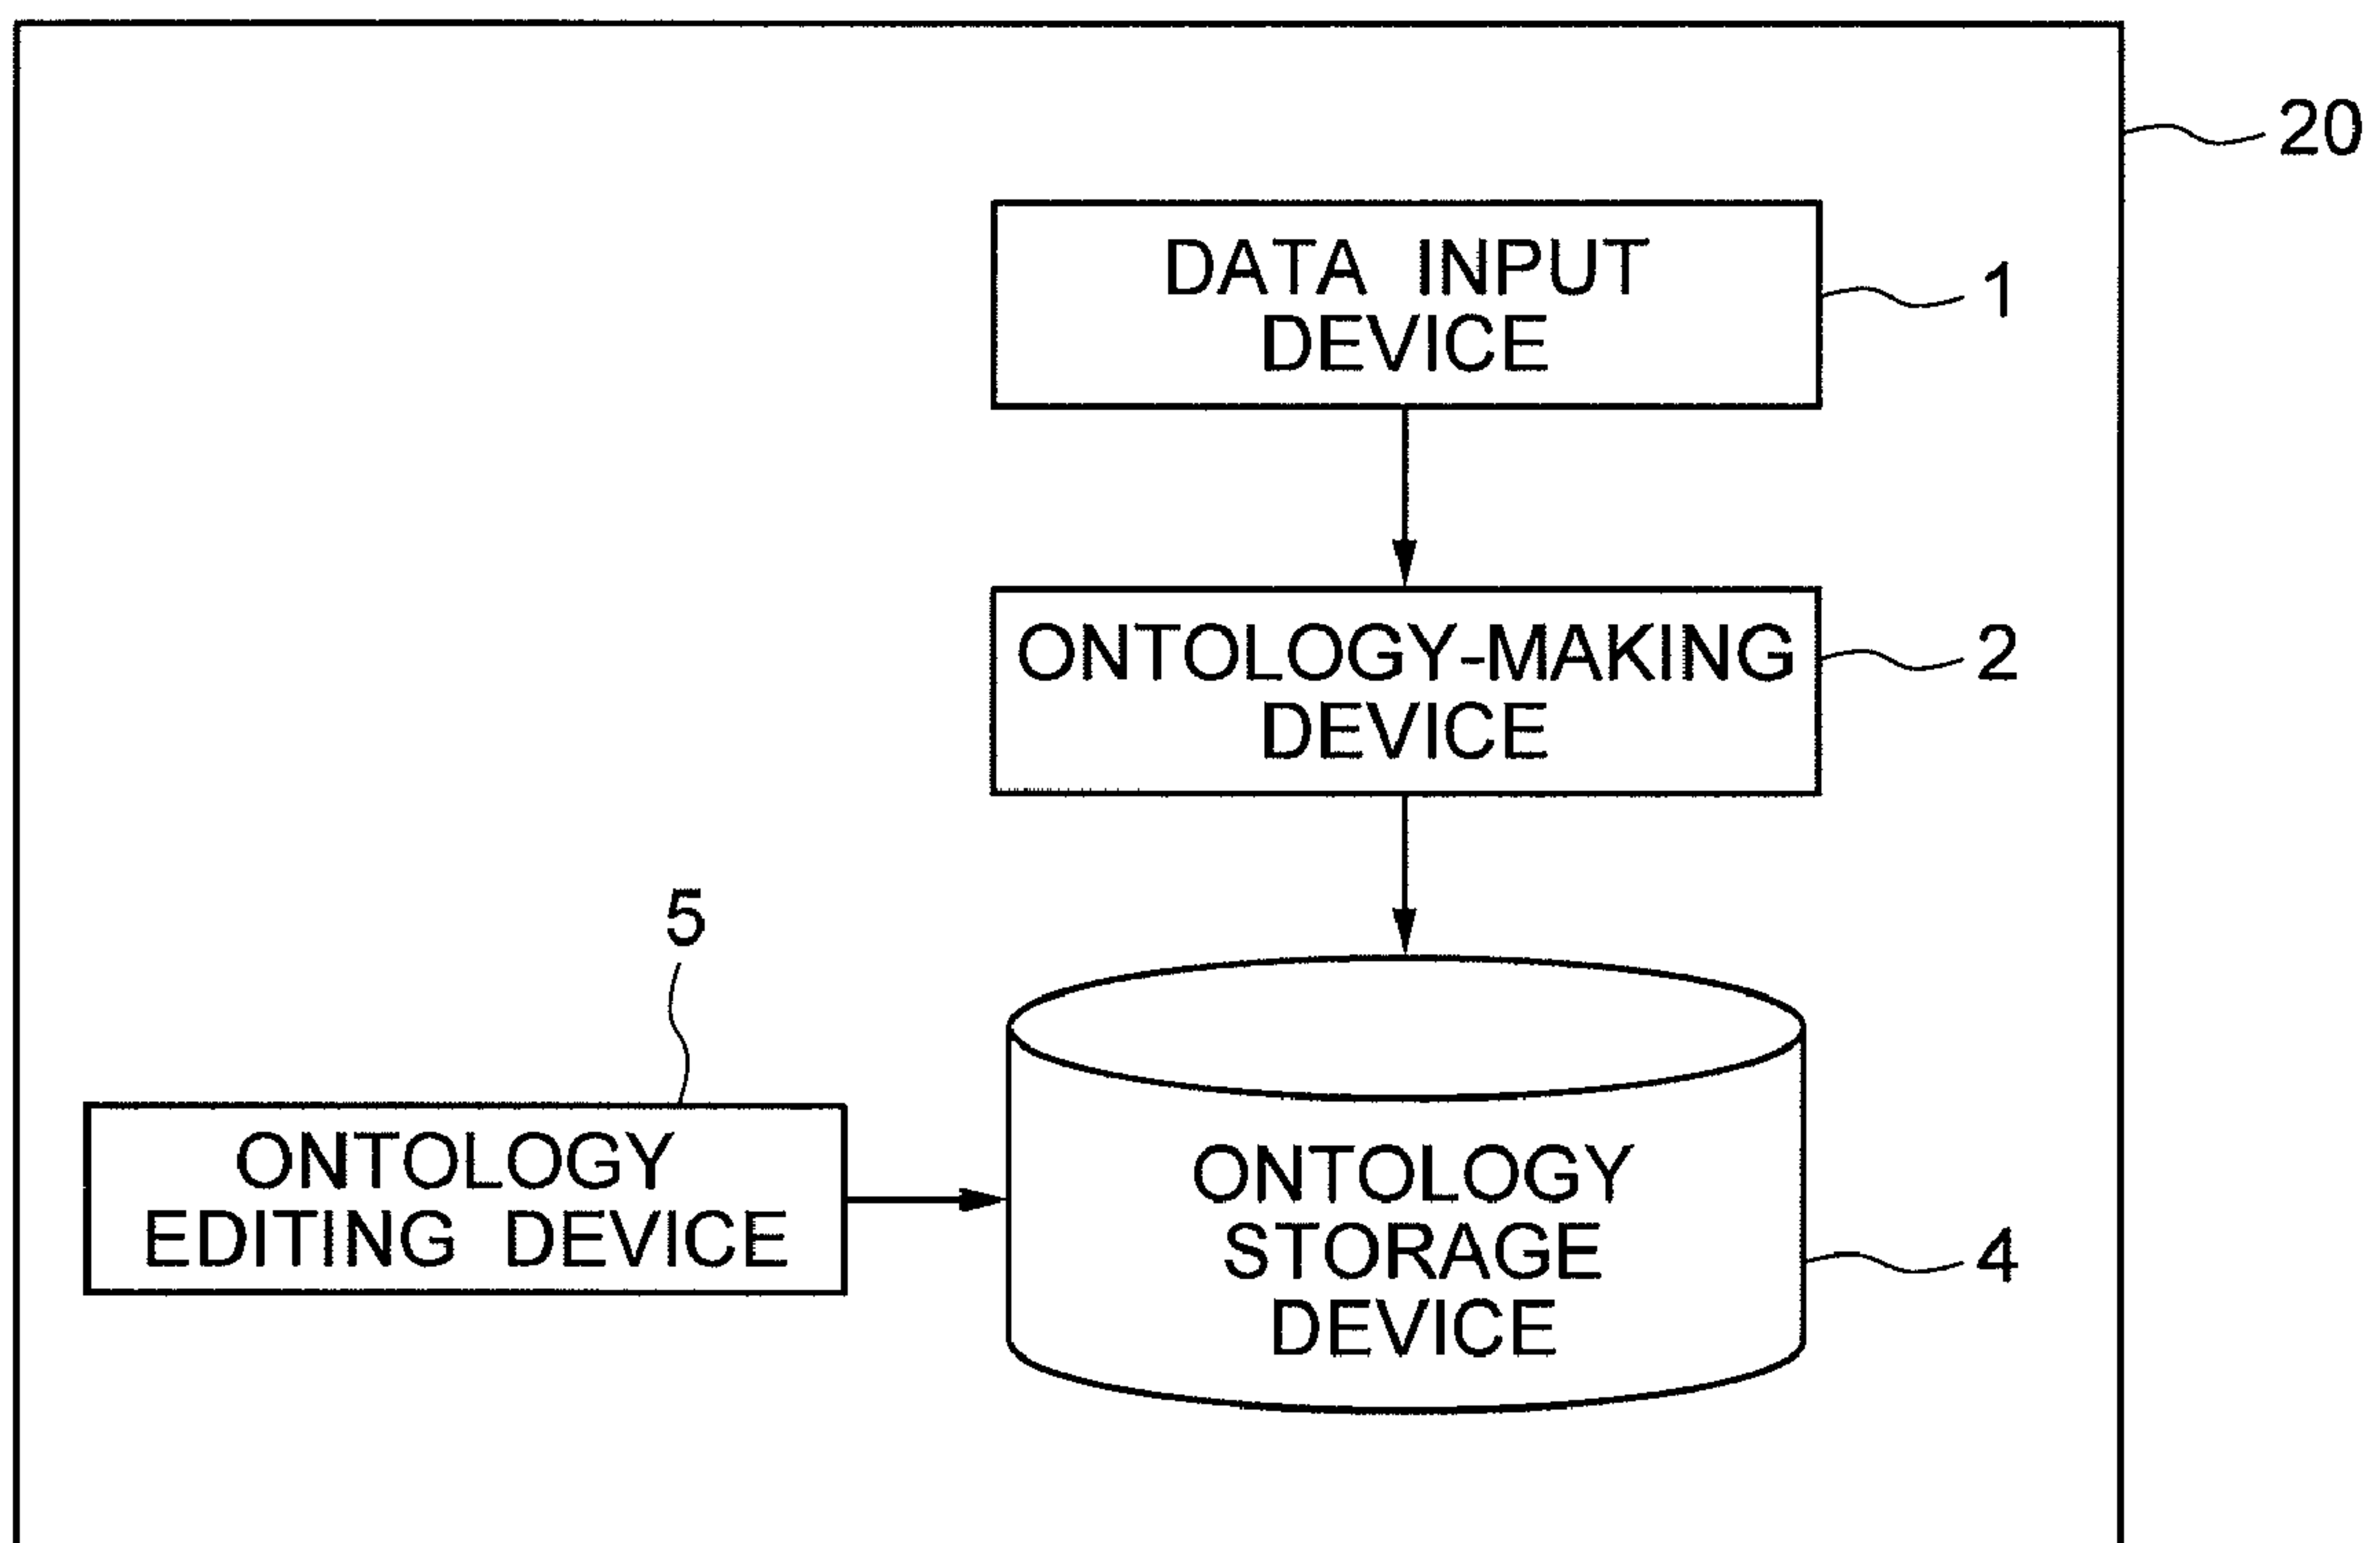 20
DATA INPUT
DEVICE
1
ONTOLOGY-MAKING
DEVICE
2
5
ONTOLOGY
EDITING DEVICE
ONTOLOGY
STORAGE
DEVICE
4